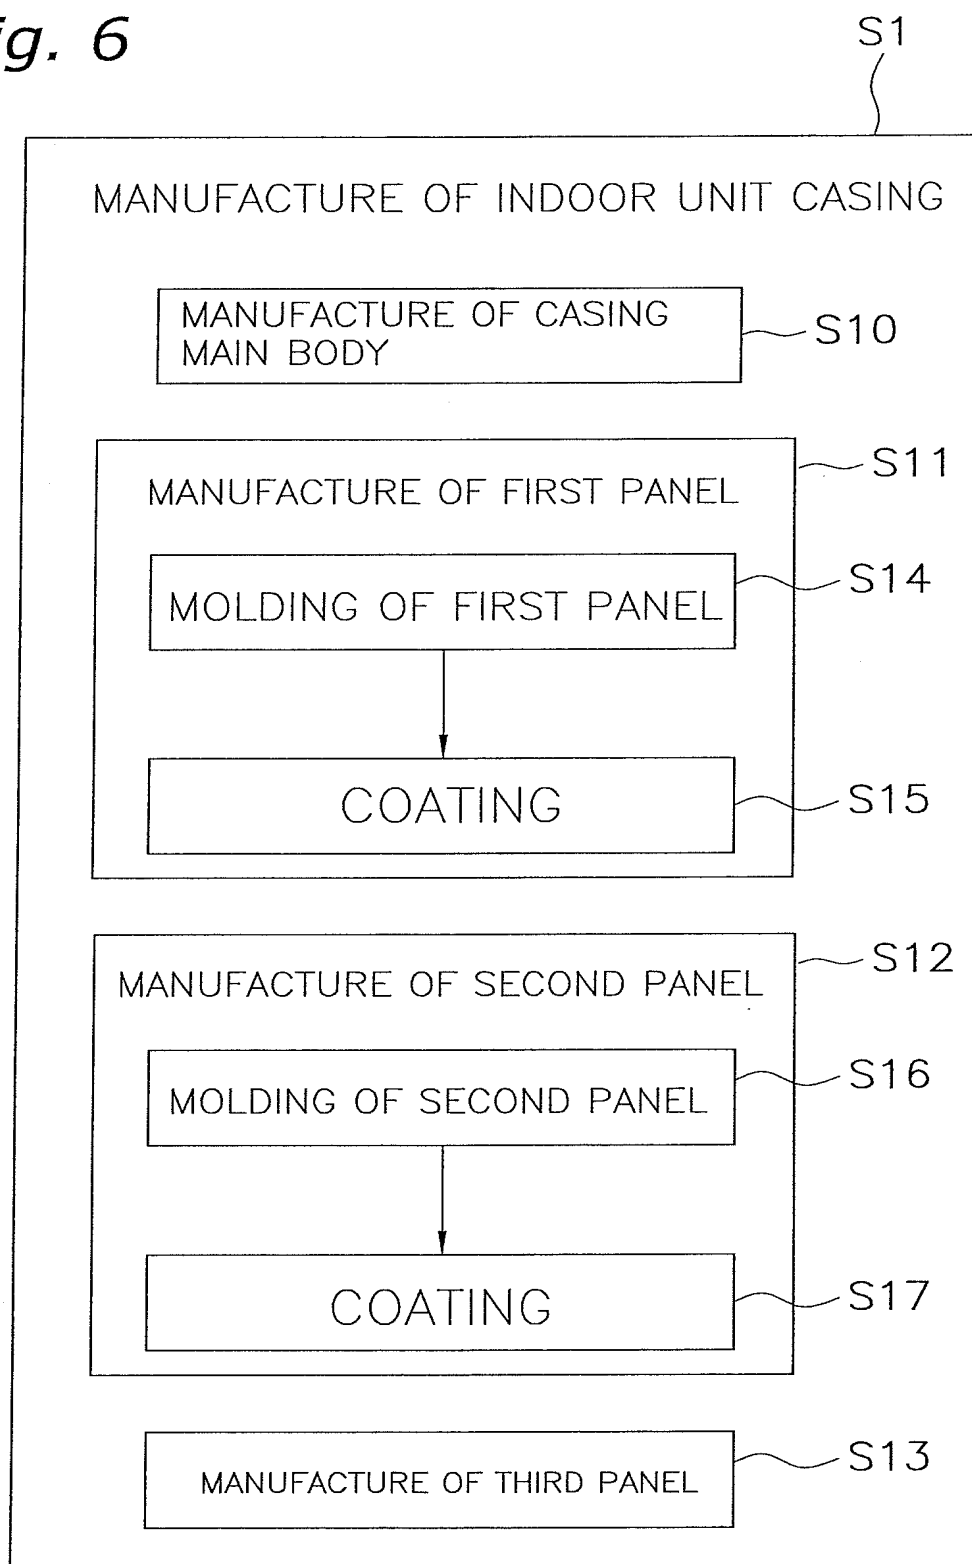 ig. 6
S1
MANUFACTURE OF INDOOR UNIT CASING
MANUFACTURE OF CASING
MAIN BODY
S10
S11
MANUFACTURE OF FIRST PANEL
S14
MOLDING OF FIRST PANEL
COATING
S15
S12
MANUFACTURE OF SECOND PANEL
S16
MOLDING OF SECOND PANEL
COATING
S17
S13
MANUFACTURE OF THIRD PANEL